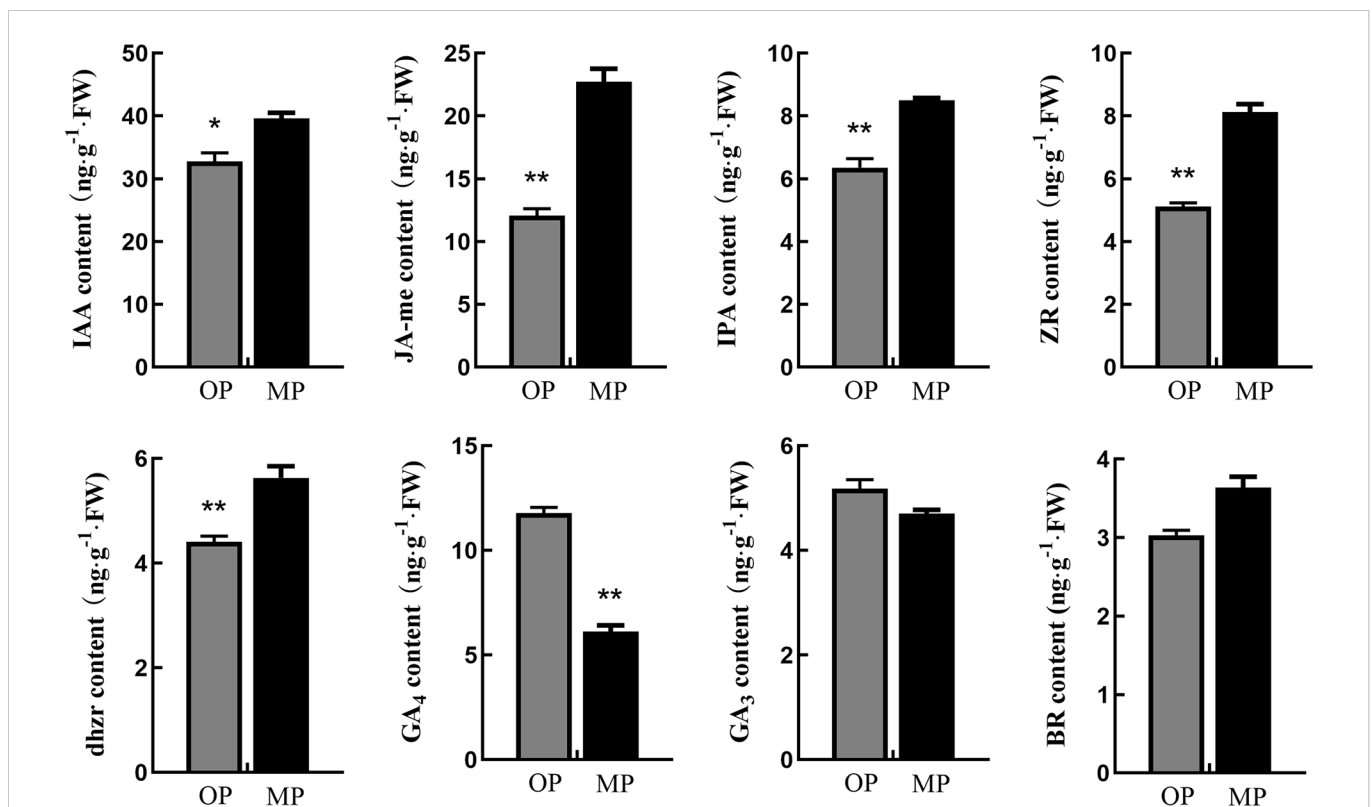 IAA content (ng·g-1·FW)
50
40
30
20
10
0
*
OP MP
JA-me content (ng·g-1·FW)
25
20
15
10
5
0
**
OP MP
IPA content (ng·g-1·FW)
10
8
6
4
2
0
**
OP MP
ZR content (ng·g-1·FW)
10
8
6
4
2
0
**
OP MP
dhzr content (ng·g-1·FW)
6
4
2
0
**
OP MP
GA4 content (ng·g-1·FW)
15
10
5
0
**
OP MP
GA3 content (ng·g-1·FW)
6
4
2
0
OP MP
BR content (ng·g-1·FW)
4
3
2
1
0
OP MP